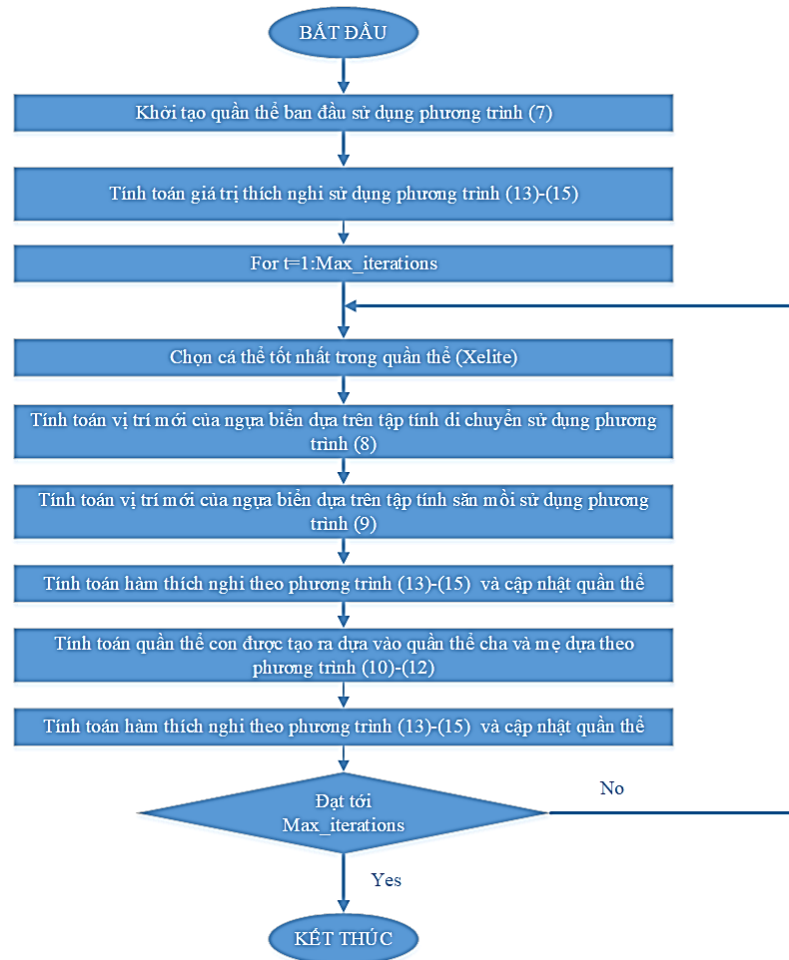 BẮT ĐẦU
Khởi tạo quần thể ban đầu sử dụng phương trình (7)
Tính toán giá trị thích nghi sử dụng phương trình (13)-(15)
For t=1:Max_iterations
Chọn cá thể tốt nhất trong quần thể (Xelite)
Tính toán vị trí mới của ngựa biển dựa trên tập tính di chuyển sử dụng phương
trình (8)
Tính toán vị trí mới của ngựa biển dựa trên tập tính săn mồi sử dụng phương
trình (9)
Tính toán hàm thích nghi theo phương trình (13)-(15) và cập nhật quần thể
Tính toán quần thể con được tạo ra dựa vào quần thể cha và mẹ dựa theo
phương trình (10)-(12)
Tính toán hàm thích nghi theo phương trình (13)-(15) và cập nhật quần thể
Đạt tới
Max_iterations
No
Yes
KẾT THÚC